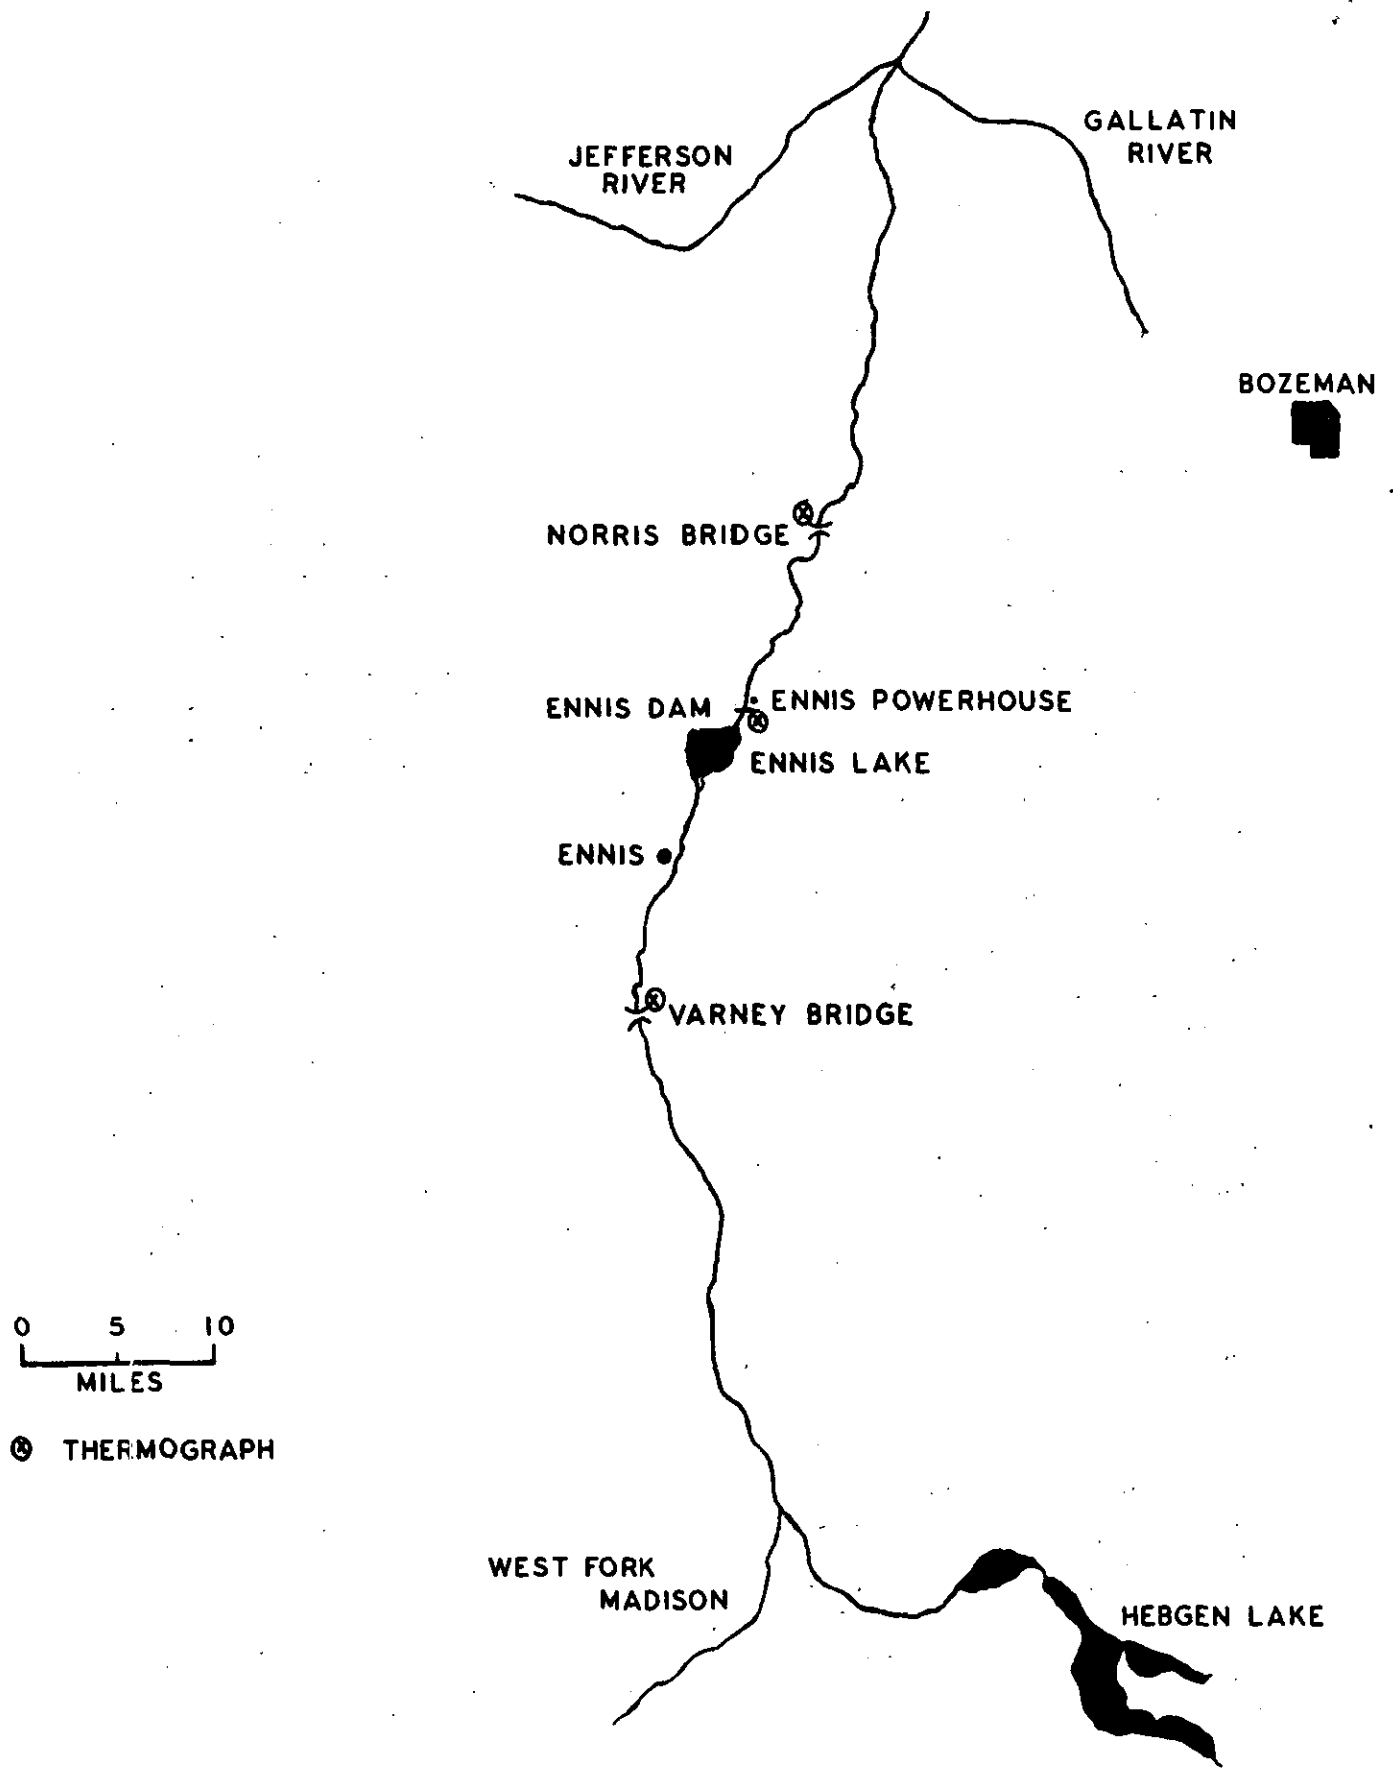 GALLATIN
RIVER
JEFFERSON
RIVER
BOZEMAN
NORRIS BRIDGE
ENNIS DAM
ENNIS POWERHOUSE
ENNIS LAKE
ENNIS
VARNEY BRIDGE
0 5 10
MILES
THERMOGRAPH
WEST FORK
MADISON
HEBGEN LAKE